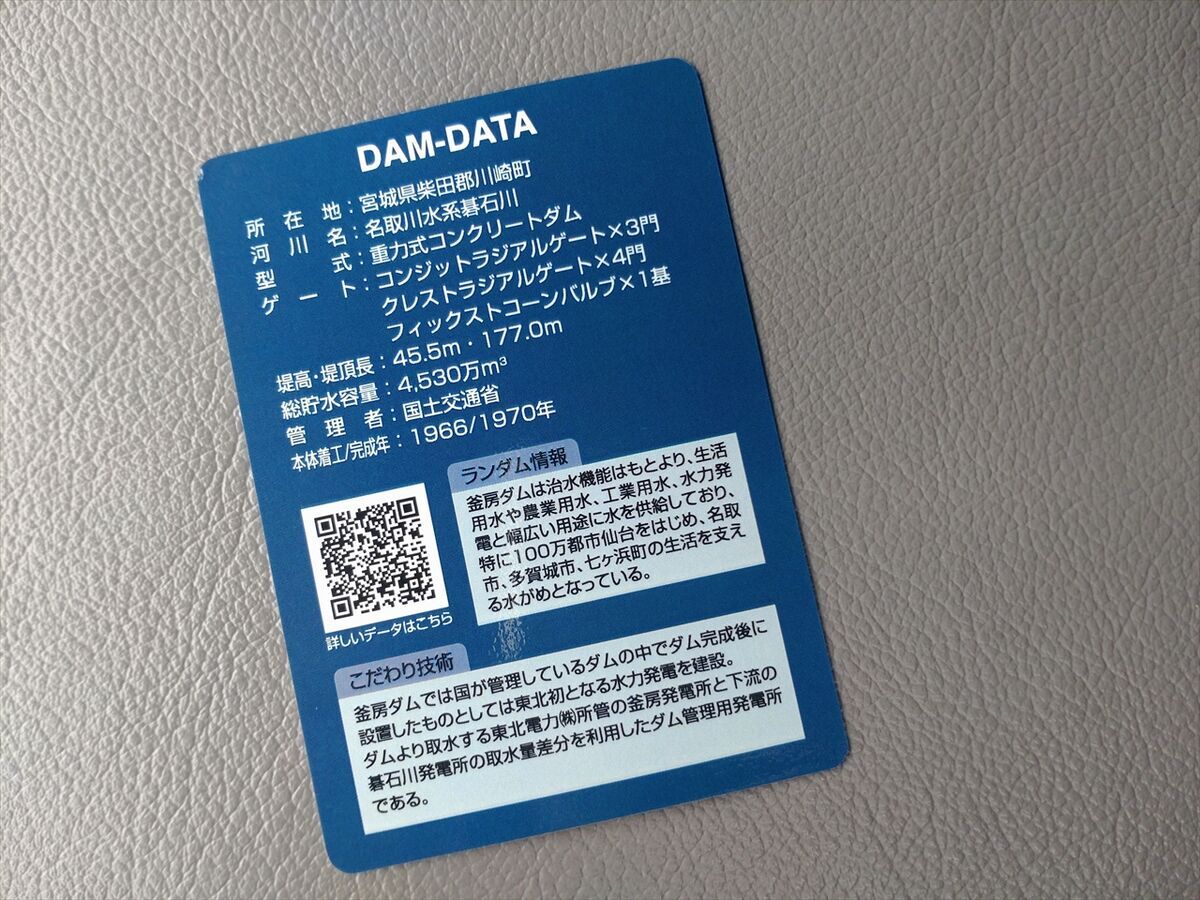 DAM-DATA
所在地：宮城県柴田郡川崎町
河川名：名取川水系碁石川
型式：重力式コンクリートダム
ゲート：コンジットラジアルゲート×3門
クレストラジアルゲート×4門
フィックストコーンバルブ×1基
堤高・堤頂長：45.5m・177.0m
総貯水容量：4,530万m³
管理者：国土交通省
本体着工/完成年：1966/1970年
ランダム情報
釜房ダムは治水機能はもとより、生活
用水や農業用水、工業用水、水力発
電と幅広い用途に水を供給しており、
特に100万都市仙台をはじめ、名取
市、多賀城市、七ヶ浜町の生活を支え
る水がめとなっている。
詳しいデータはこちら
こだわり技術
釜房ダムでは国が管理しているダムの中でダム完成後に
設置したものとしては東北初となる水力発電を建設。
ダムより取水する東北電力㈱所管の釜房発電所と下流の
碁石川発電所の取水量差分を利用したダム管理用発電所
である。